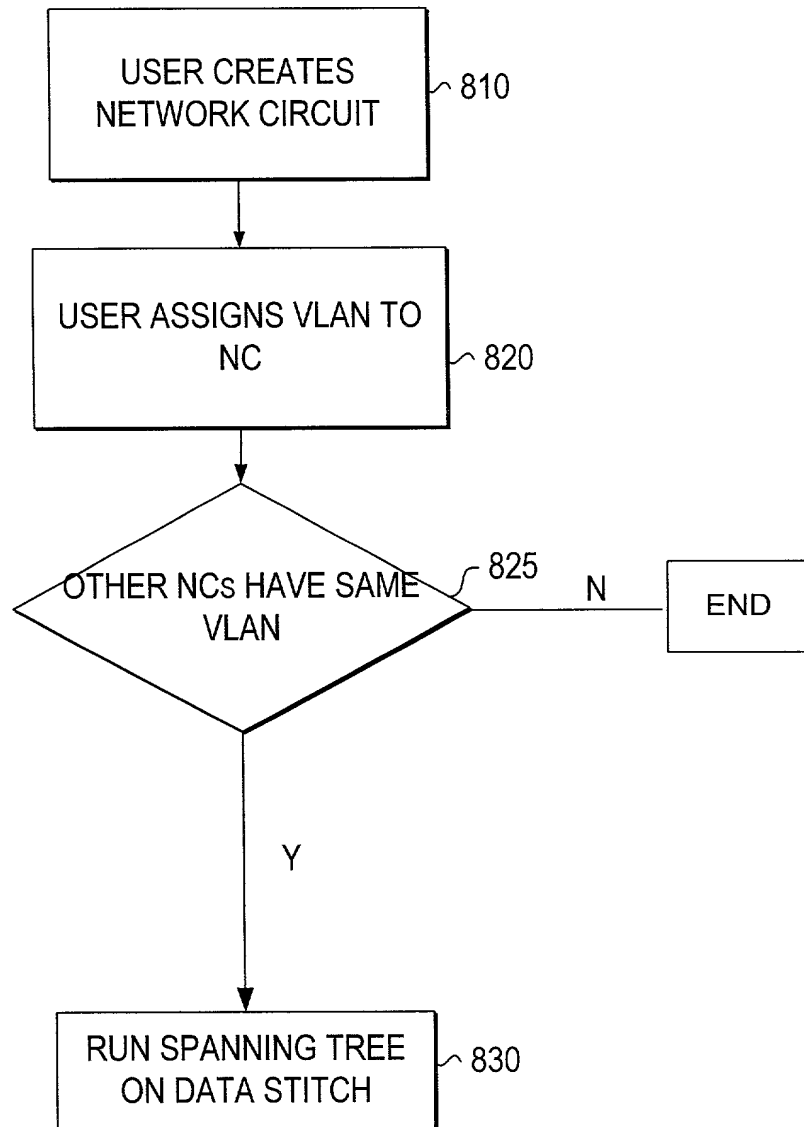 USER CREATES
NETWORK CIRCUIT
810
USER ASSIGNS VLAN TO
NC
820
OTHER NCs HAVE SAME
VLAN
825
N
END
Y
RUN SPANNING TREE
ON DATA STITCH
830